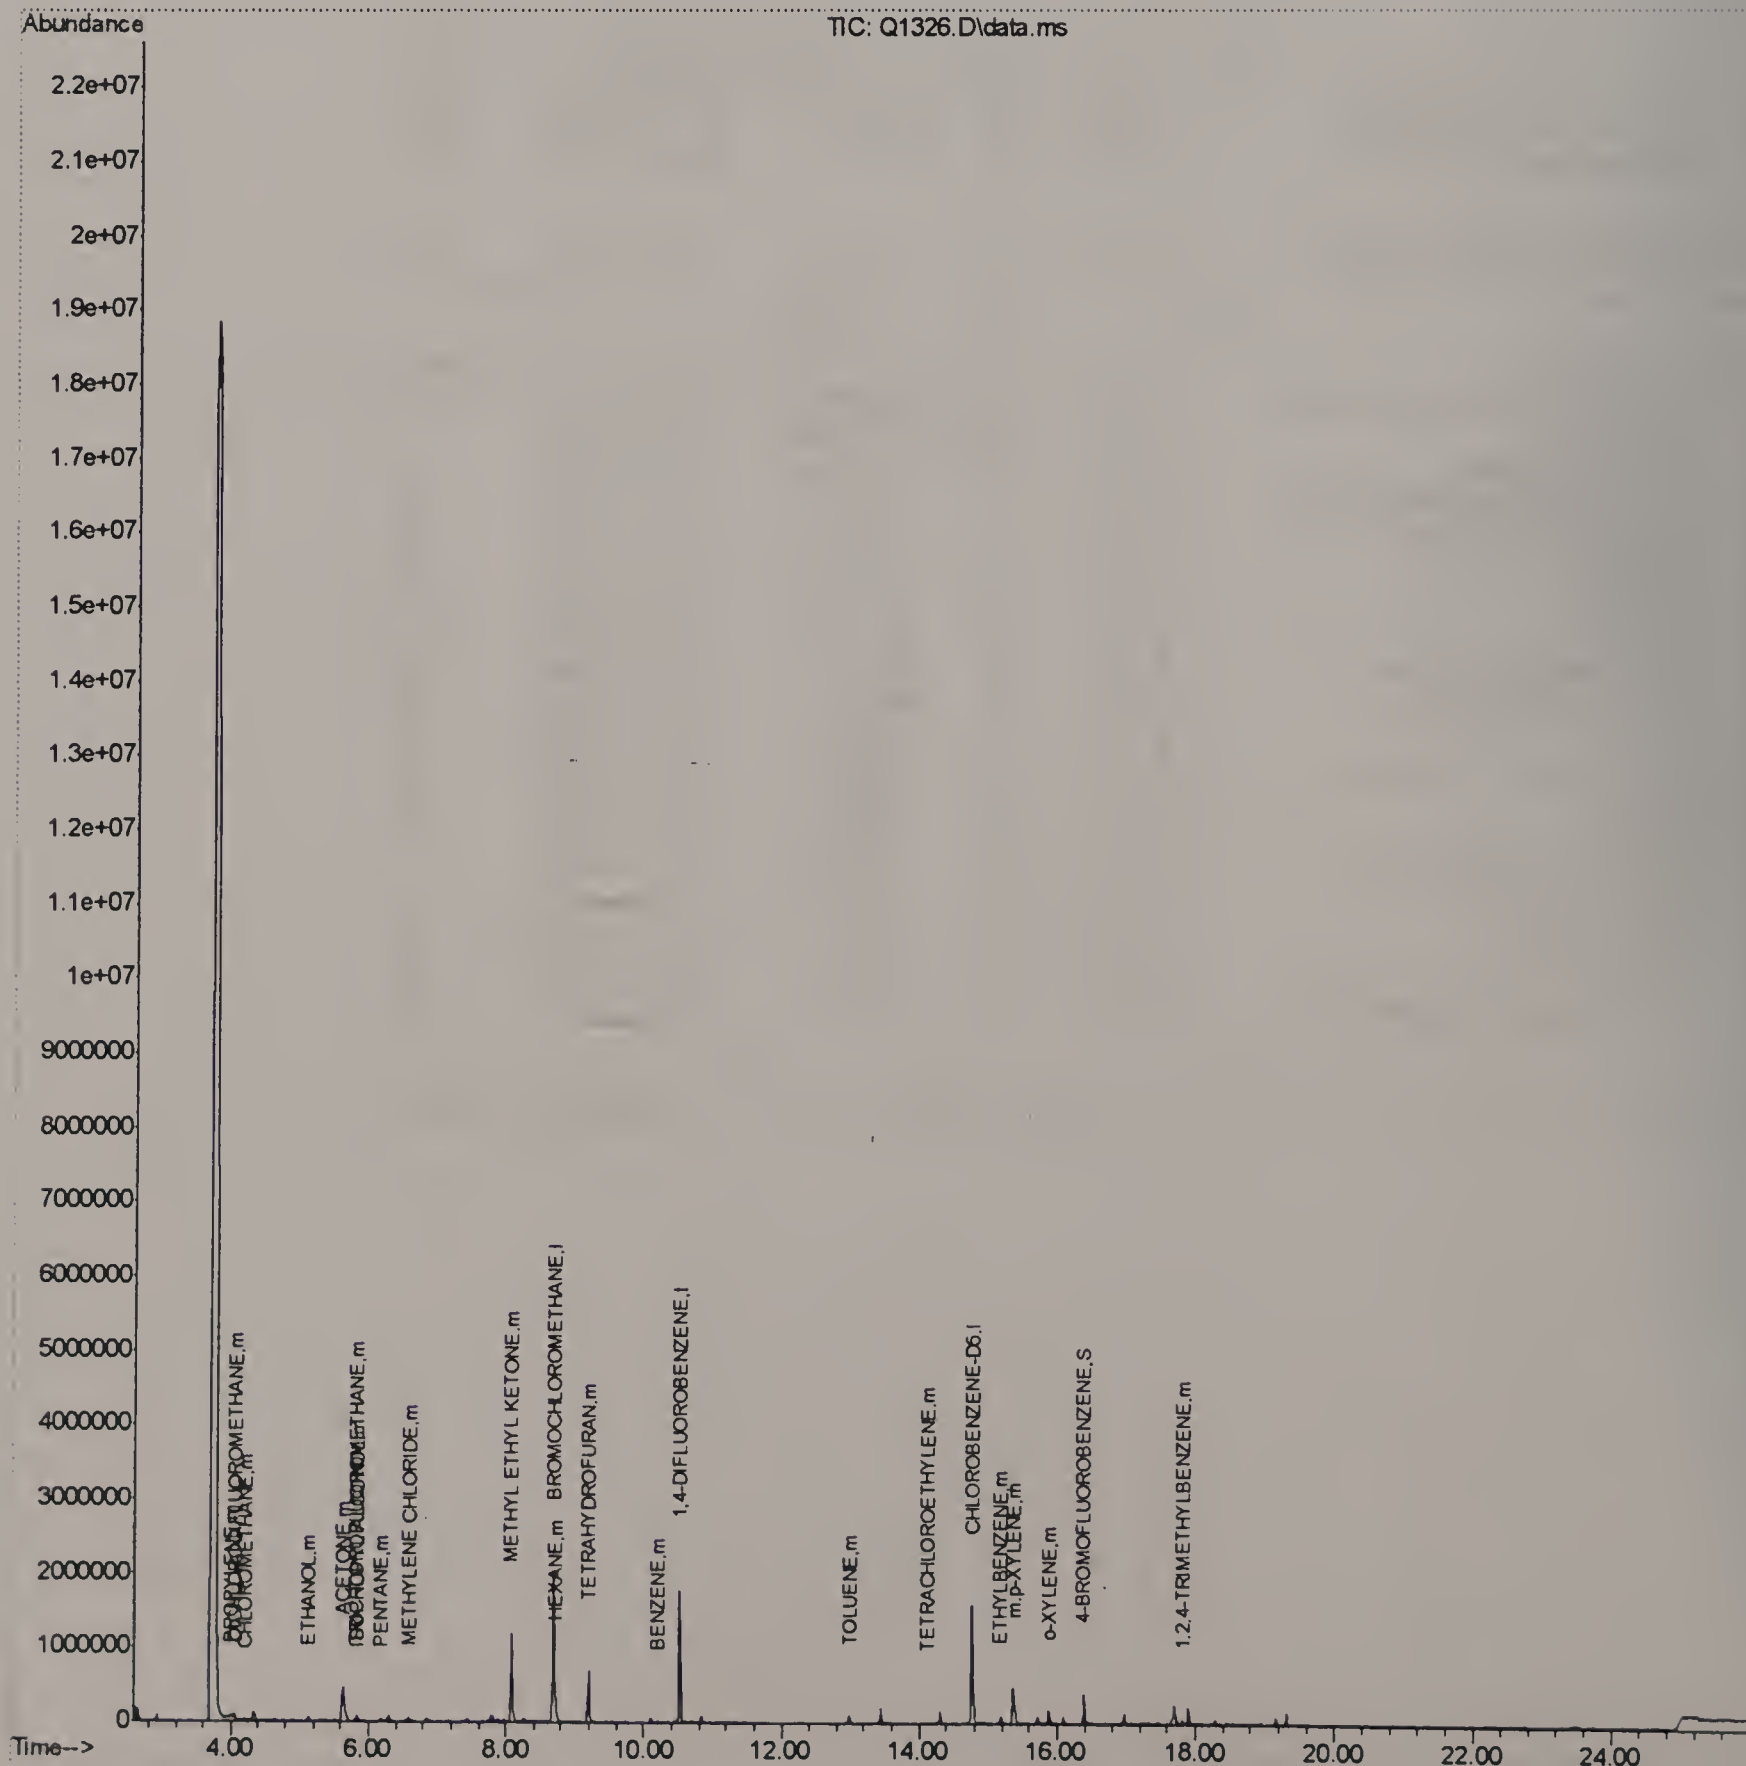 Abundance
TIC: Q1326.D\data.ms
2.2e+07
2.1e+07
2e+07
1.9e+07
1.8e+07
1.7e+07
1.6e+07
1.5e+07
1.4e+07
1.3e+07
1.2e+07
1.1e+07
1e+07
9000000
8000000
7000000
6000000
5000000
4000000
3000000
2000000
1000000
0
CHLOROMETHANE,m
ETHANOL,m
ACETONE,m
PENTANE,m
METHYLENE CHLORIDE,m
METHYL ETHYL KETONE,m
HEXANE,m
BROMOCHLOROMETHANE,I
TETRAHYDROFURAN,m
BENZENE,m
1,4-DIFLUOROBENZENE,I
TOLUENE,m
TETRACHLOROETHYLENE,m
CHLOROBENZENE-D5,I
ETHYLBENZENE,m
m,p-XYLENE,m
o-XYLENE,m
4-BROMOFLUOROBENZENE,S
1,2,4-TRIMETHYLBENZENE,m
Time-->
4.00 6.00 8.00 10.00 12.00 14.00 16.00 18.00 20.00 22.00 24.00